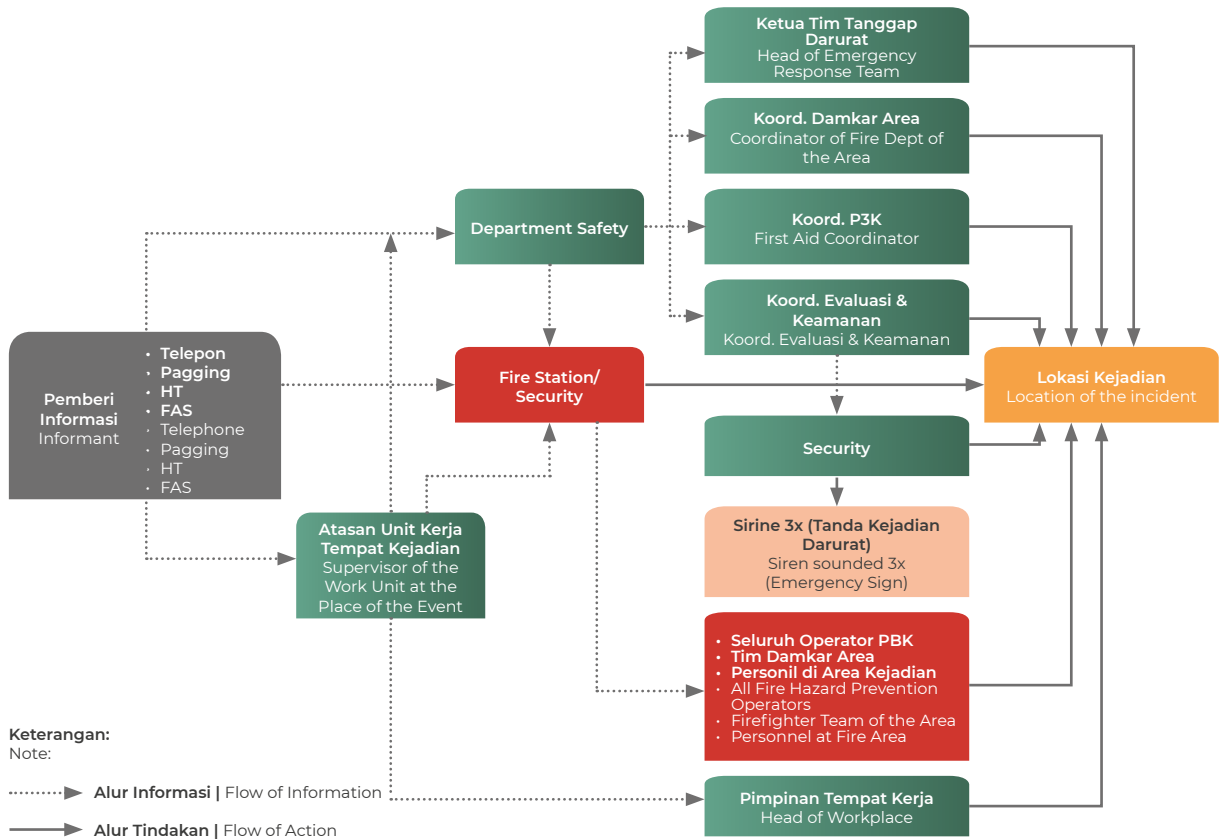 Ketua Tim Tanggap
Darurat
Head of Emergency
Response Team
Koord. Damkar Area
Coordinator of Fire Dept of
the Area
Department Safety
Koord. P3K
First Aid Coordinator
Koord. Evaluasi &
Keamanan
Koord. Evaluasi & Keamanan
Pemberi
Informasi
Informant
• Telepon
• Pagging
• HT
• FAS
• Telephone
• Pagging
• HT
• FAS
Fire Station/
Security
Lokasi Kejadian
Location of the incident
Security
Atasan Unit Kerja
Tempat Kejadian
Supervisor of the
Work Unit at the
Place of the Event
Sirine 3x (Tanda Kejadian
Darurat)
Siren sounded 3x
(Emergency Sign)
• Seluruh Operator PBK
• Tim Damkar Area
• Personil di Area Kejadian
• All Fire Hazard Prevention
Operators
• Firefighter Team of the Area
• Personnel at Fire Area
Pimpinan Tempat Kerja
Head of Workplace
Keterangan:
Note:
Alur Informasi | Flow of Information
Alur Tindakan | Flow of Action